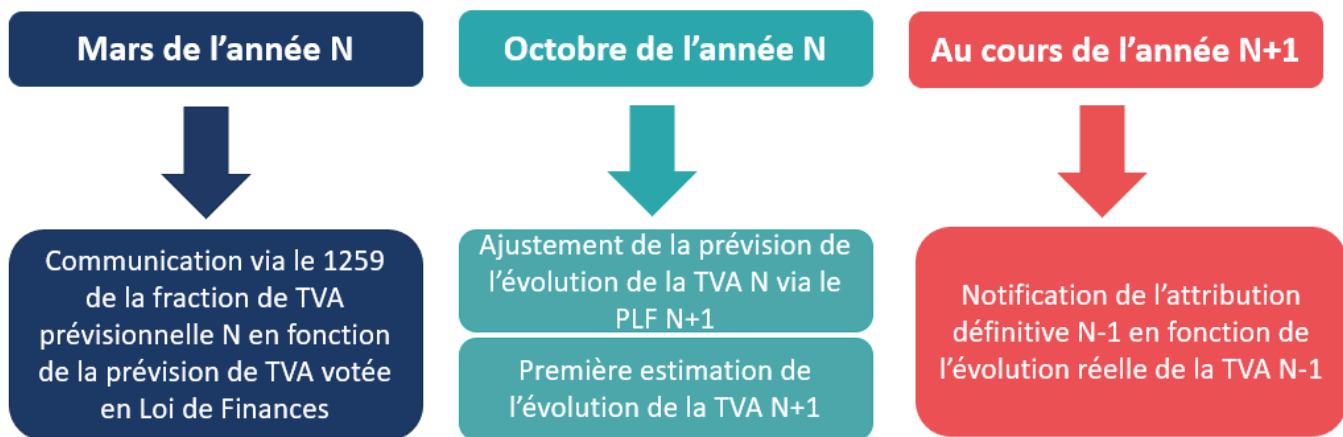 Mars de l’année N
Communication via le 1259
de la fraction de TVA
prévisionnelle N en fonction
de la prévision de TVA votée
en Loi de Finances
Octobre de l’année N
Ajustement de la prévision de
l’évolution de la TVA N via le
PLF N+1
Première estimation de
l’évolution de la TVA N+1
Au cours de l’année N+1
Notification de l’attribution
définitive N-1 en fonction de
l’évolution réelle de la TVA N-1